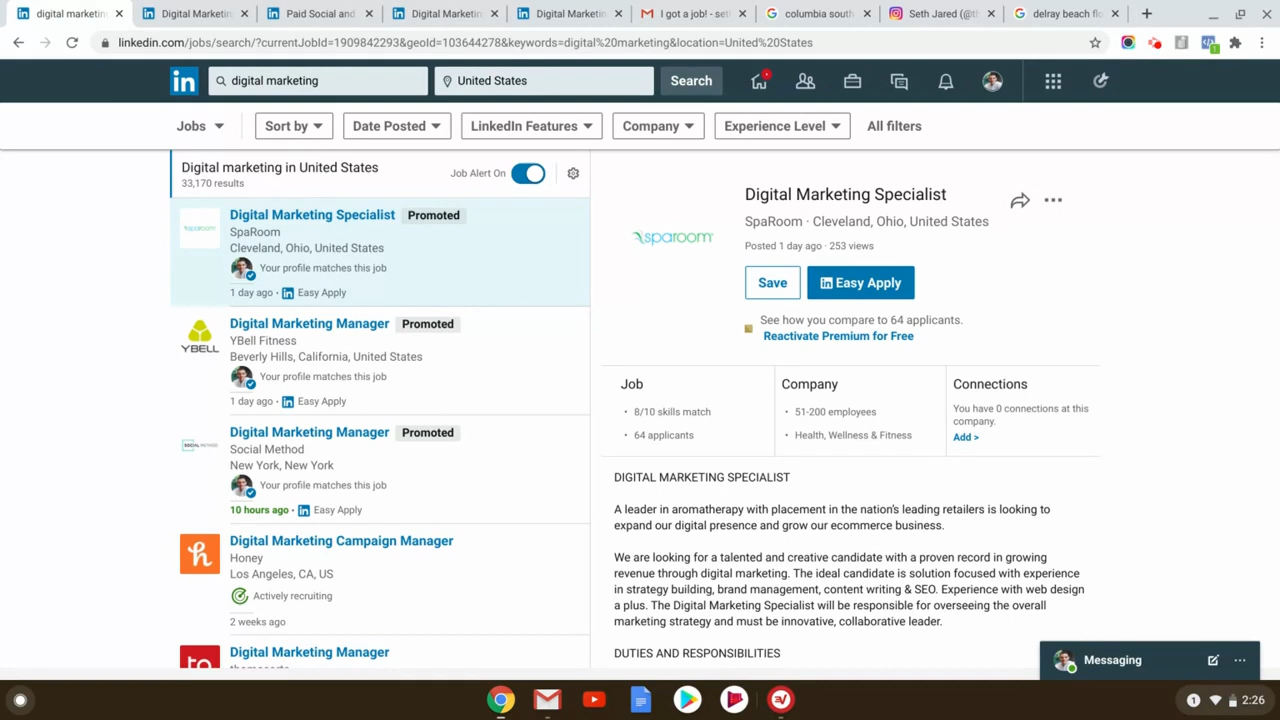 digital marketing
Digital Marketing
Paid Social and
Digital Marketing
Digital Marketing
I got a job! - seti
columbia south
Seth Jared (@th
delray beach flo
linkedin.com/jobs/search/?currentJobId=1909842293&geoId=103644278&keywords=digital%20marketing&location=United%20States
1
in
digital marketing
United States
Search
Jobs
Sort by
Date Posted
LinkedIn Features
Company
Experience Level
All filters
Digital marketing in United States
33,170 results
Job Alert On
sparoom
Digital Marketing Specialist
Promoted
SpaRoom
Cleveland, Ohio, United States
Your profile matches this job
1 day ago · in Easy Apply
YBELL
Digital Marketing Manager
Promoted
YBell Fitness
Beverly Hills, California, United States
Your profile matches this job
1 day ago · in Easy Apply
SOCIAL METHOD
Digital Marketing Manager
Promoted
Social Method
New York, New York
Your profile matches this job
10 hours ago · in Easy Apply
h
Digital Marketing Campaign Manager
Honey
Los Angeles, CA, US
Actively recruiting
2 weeks ago
Digital Marketing Manager
sparoom
Digital Marketing Specialist
SpaRoom · Cleveland, Ohio, United States
Posted 1 day ago · 253 views
Save
in Easy Apply
See how you compare to 64 applicants.
Reactivate Premium for Free
Job
• 8/10 skills match
• 64 applicants
Company
• 51-200 employees
• Health, Wellness & Fitness
Connections
You have 0 connections at this
company.
Add >
DIGITAL MARKETING SPECIALIST
A leader in aromatherapy with placement in the nation's leading retailers is looking to
expand our digital presence and grow our ecommerce business.
We are looking for a talented and creative candidate with a proven record in growing
revenue through digital marketing. The ideal candidate is solution focused with experience
in strategy building, brand management, content writing & SEO. Experience with web design
a plus. The Digital Marketing Specialist will be responsible for overseeing the overall
marketing strategy and must be innovative, collaborative leader.
DUTIES AND RESPONSIBILITIES
Messaging
1
2:26